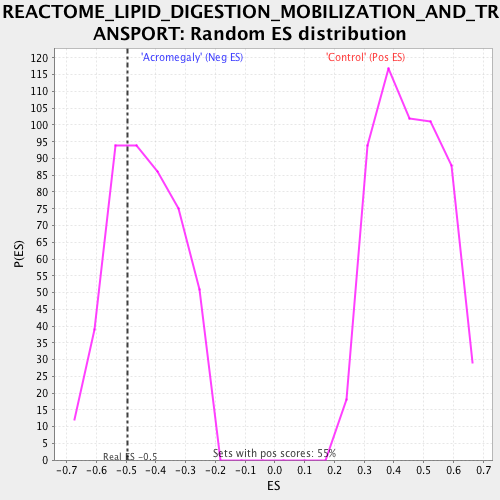 REACTOME_LIPID_DIGESTION_MOBILIZATION_AND_TR
ANSPORT: Random ES distribution
'Acromegaly' (Neg ES)
'Control' (Pos ES)
120
115
110
105
100
95
90
85
80
75
70
65
60
55
50
45
40
35
30
25
20
15
10
5
0
P(ES)
Real ES -0.5
Sets with pos scores: 55%
-0.7 -0.6 -0.5 -0.4 -0.3 -0.2 -0.1 0.0 0.1 0.2 0.3 0.4 0.5 0.6 0.7
ES